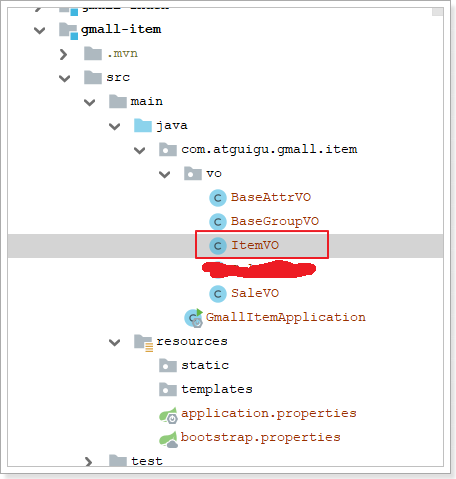 gmall-item
.mvn
src
main
java
com.atguigu.gmall.item
vo
BaseAttrVO
BaseGroupVO
ItemVO
SaleVO
GmallItemApplication
resources
static
templates
application.properties
bootstrap.properties
test